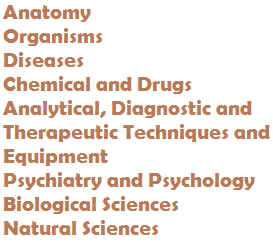 Anatomy
Organisms
Diseases
Chemical and Drugs
Analytical, Diagnostic and
Therapeutic Techniques and
Equipment
Psychiatry and Psychology
Biological Sciences
Natural Sciences